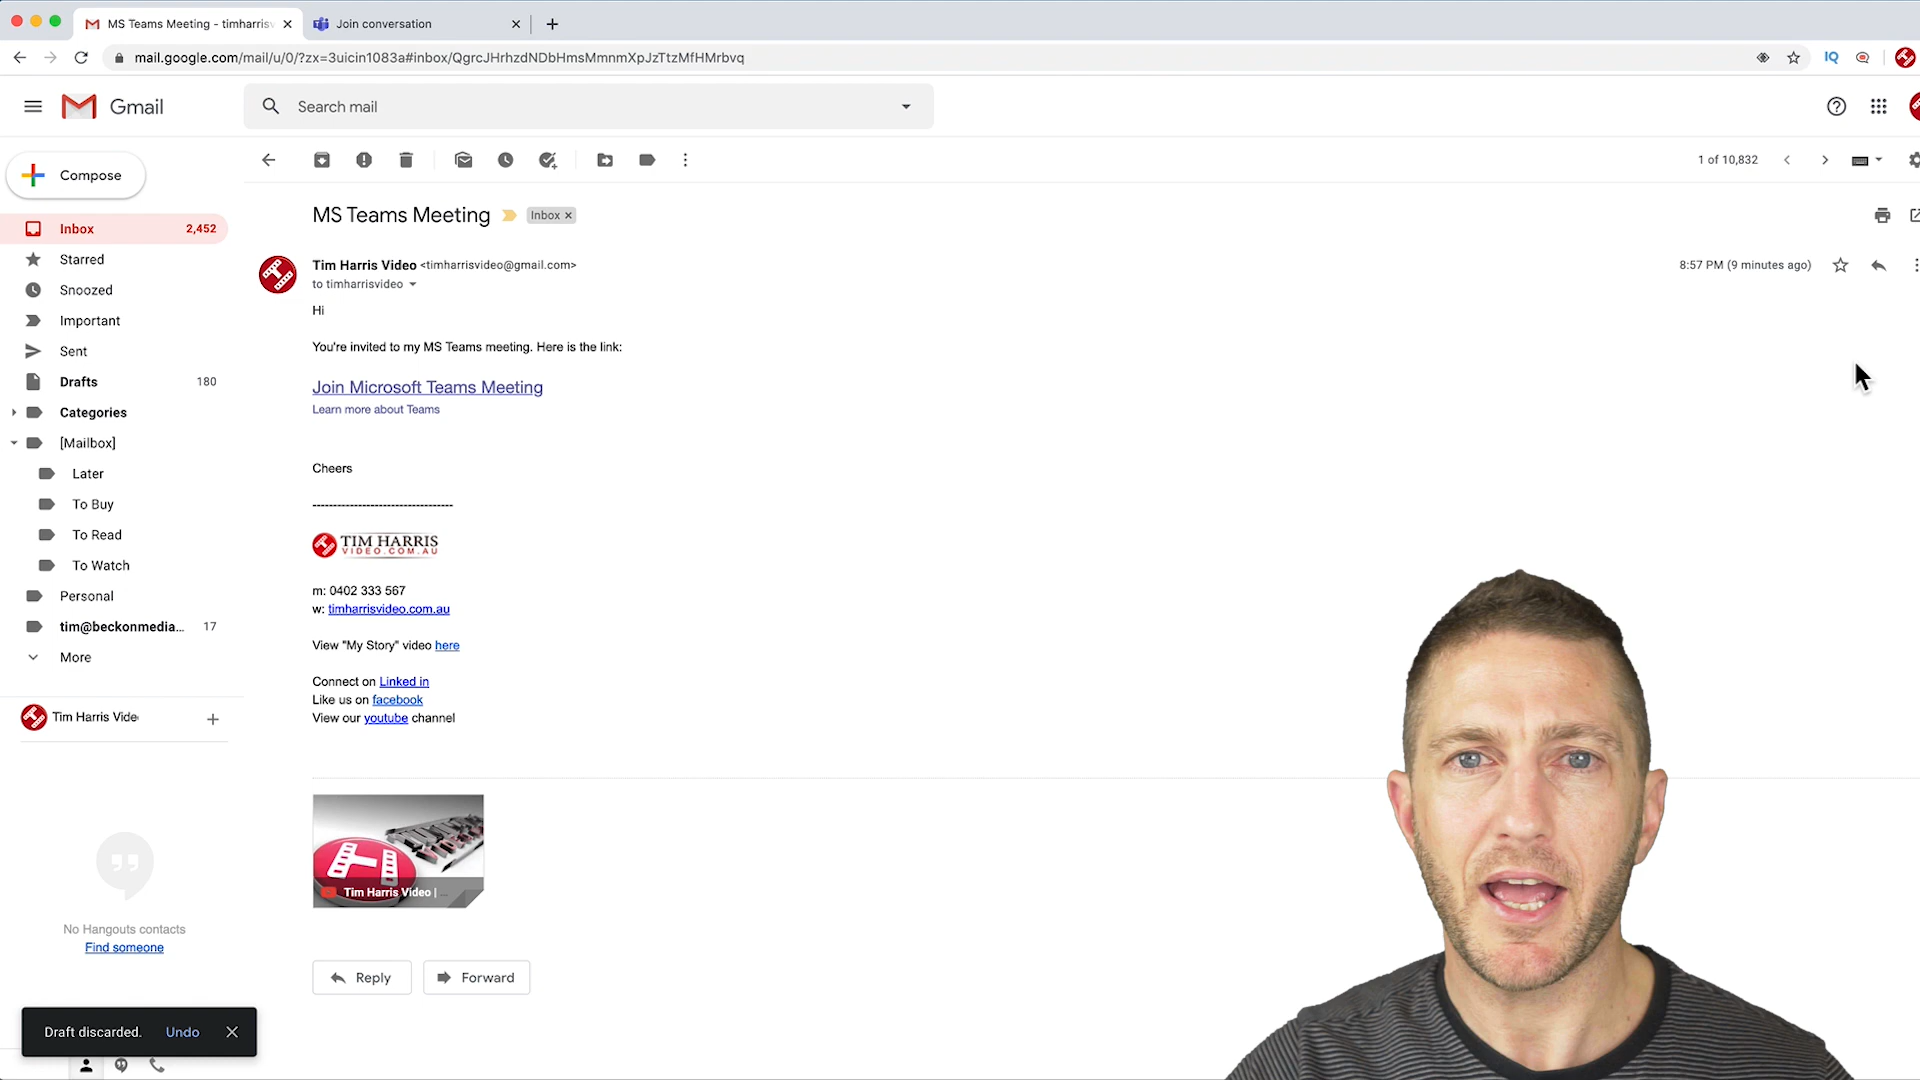 MS Teams Meeting - timharrisv
Join conversation
mail.google.com/mail/u/0/?zx=3uicin1083a#inbox/QgrcJHrhzdNDbHmsMmnmXpJzTtzMfHMrbvq
IQ
Gmail
Search mail
Compose
1 of 10,832
Inbox 2,452
Starred
Snoozed
Important
Sent
Drafts 180
Categories
[Mailbox]
Later
To Buy
To Read
To Watch
Personal
tim@beckonmedia... 17
More
Tim Harris Vide
No Hangouts contacts
Find someone
Draft discarded. Undo
MS Teams Meeting Inbox
Tim Harris Video <timharrisvideo@gmail.com>
8:57 PM (9 minutes ago)
to timharrisvideo
Hi
You're invited to my MS Teams meeting. Here is the link:
Join Microsoft Teams Meeting
Learn more about Teams
Cheers
----------------------------------
TIM HARRIS
VIDEO.COM.AU
m: 0402 333 567
w: timharrisvideo.com.au
View "My Story" video here
Connect on Linked in
Like us on facebook
View our youtube channel
Tim Harris Video | ...
Reply
Forward